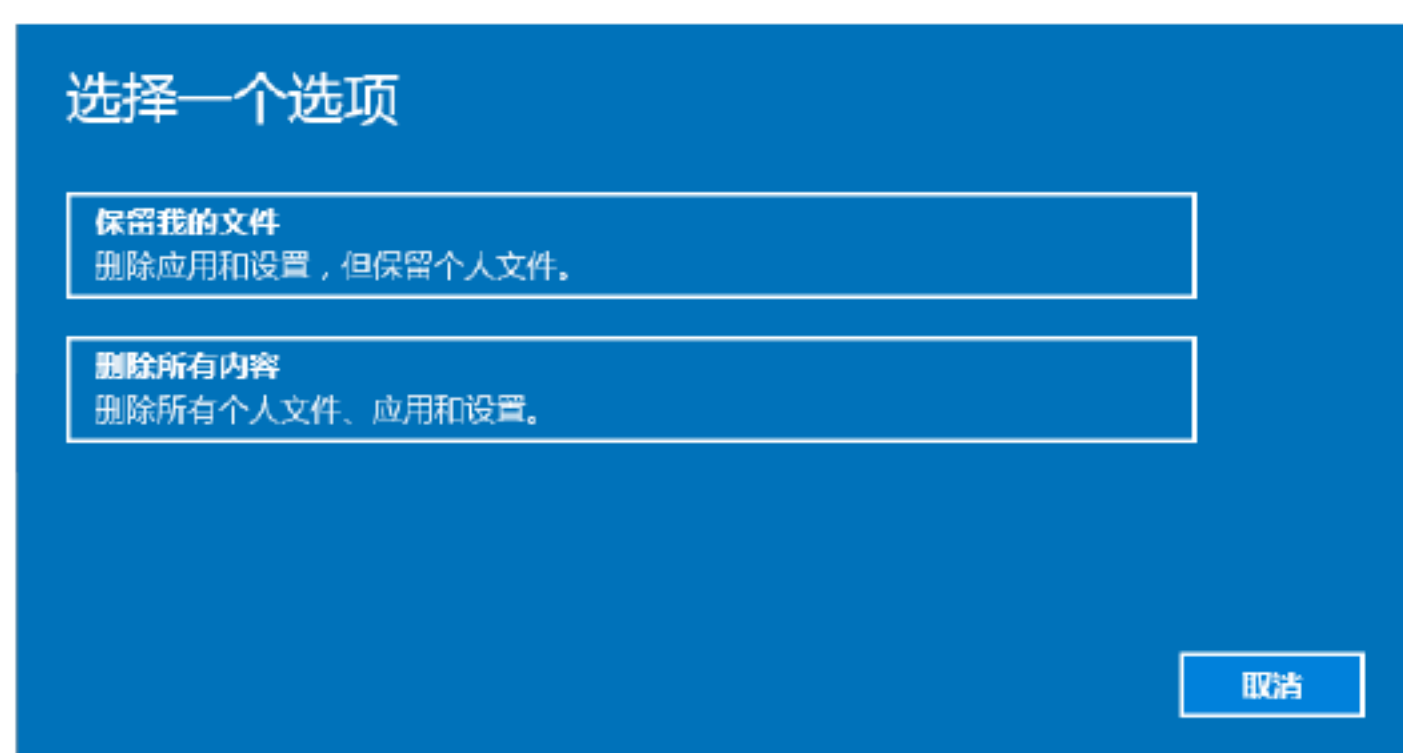 选择一个选项
保留我的文件
删除应用和设置，但保留个人文件。
删除所有内容
删除所有个人文件、应用和设置。
取消